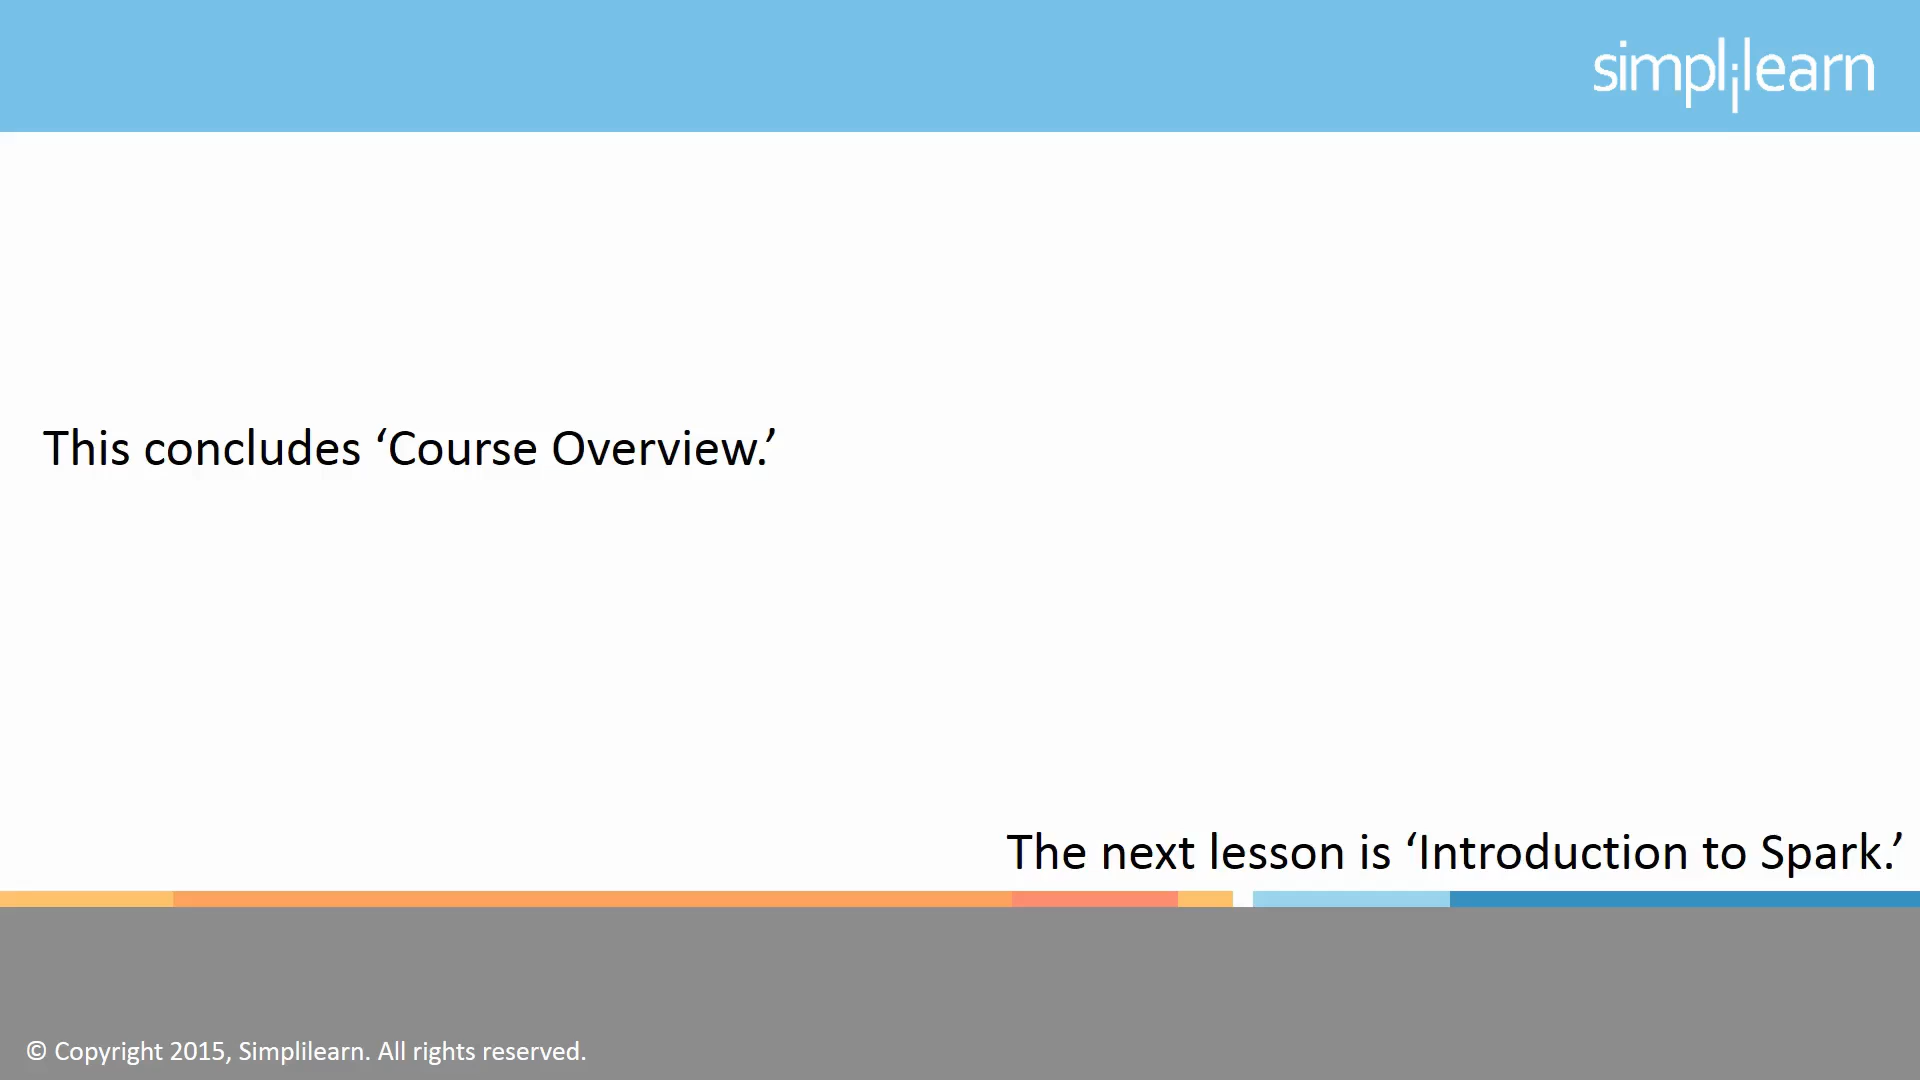 simplilearn
This concludes ‘Course Overview.’
The next lesson is ‘Introduction to Spark.’
© Copyright 2015, Simplilearn. All rights reserved.